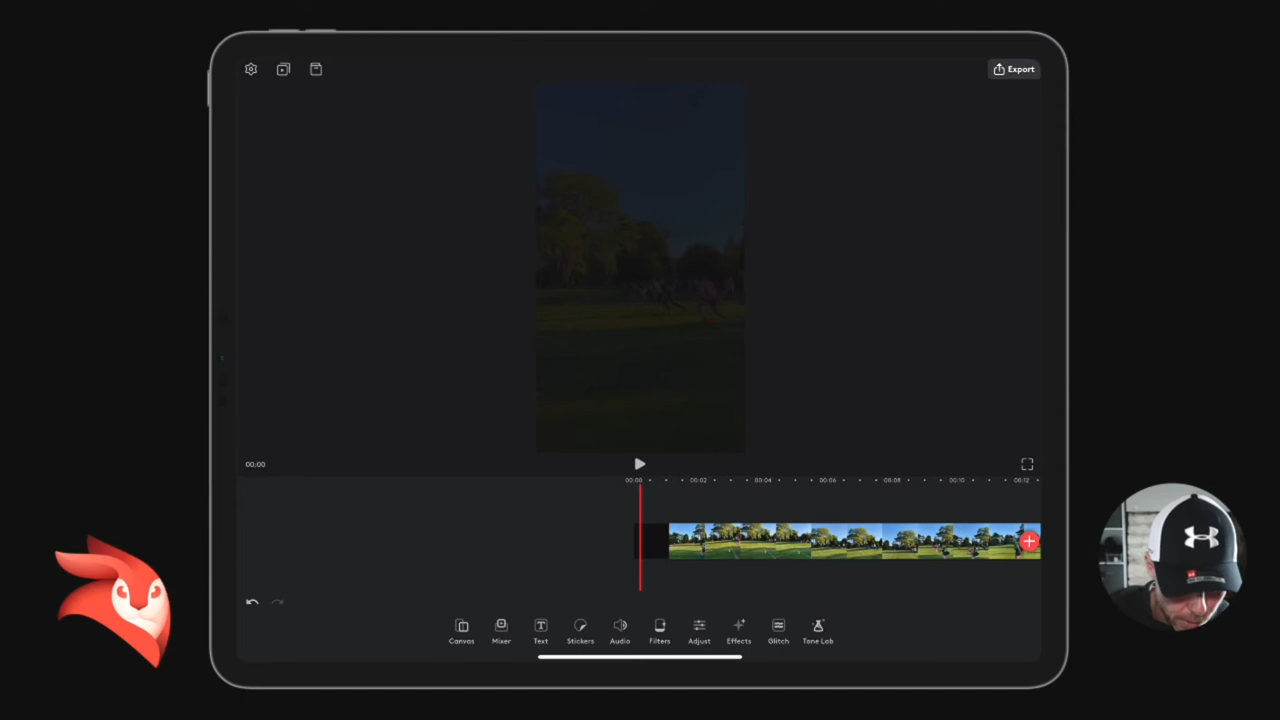 Export
00:00
00:00 00:02 00:04 00:06 00:08 00:10 00:12
Canvas Mixer Text Stickers Audio Filters Adjust Effects Glitch Tone Lab